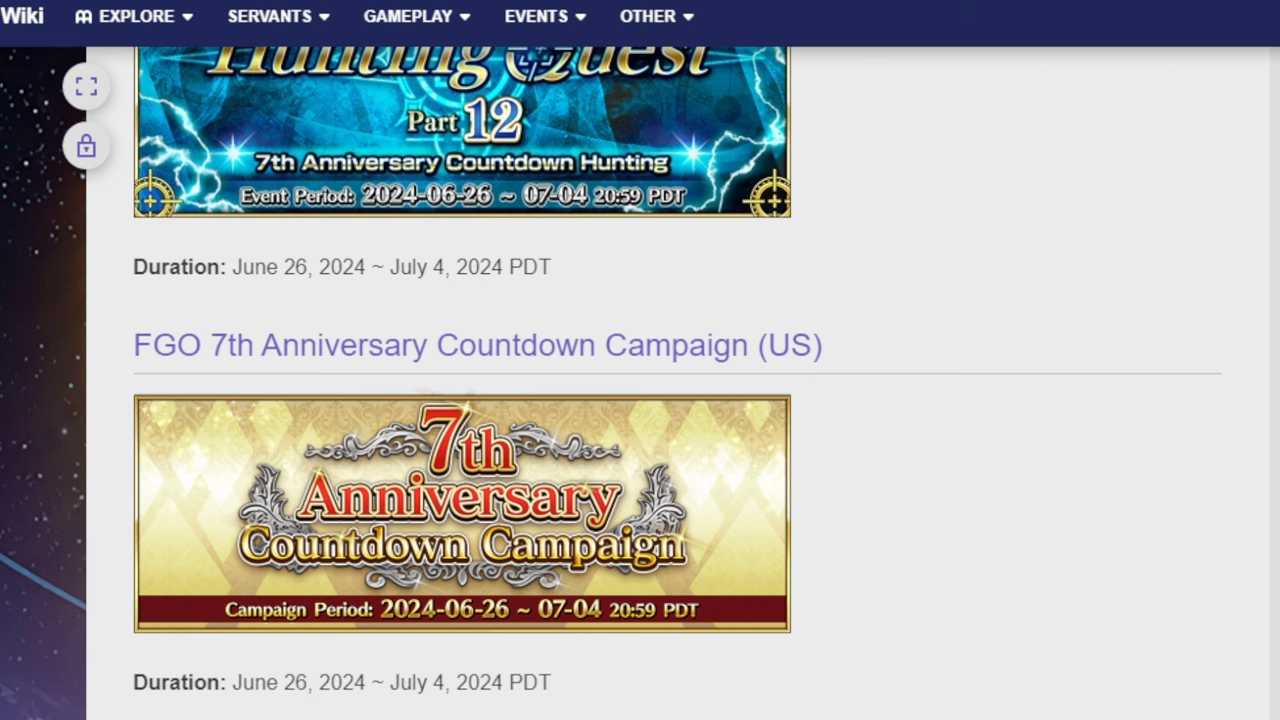 Wiki EXPLORE SERVANTS GAMEPLAY EVENTS OTHER
Hunting Quest
Part 12
7th Anniversary Countdown Hunting
Event Period: 2024-06-26 ~ 07-04 20:59 PDT
Duration: June 26, 2024 ~ July 4, 2024 PDT
FGO 7th Anniversary Countdown Campaign (US)
7th
Anniversary
Countdown Campaign
Campaign Period: 2024-06-26 ~ 07-04 20:59 PDT
Duration: June 26, 2024 ~ July 4, 2024 PDT